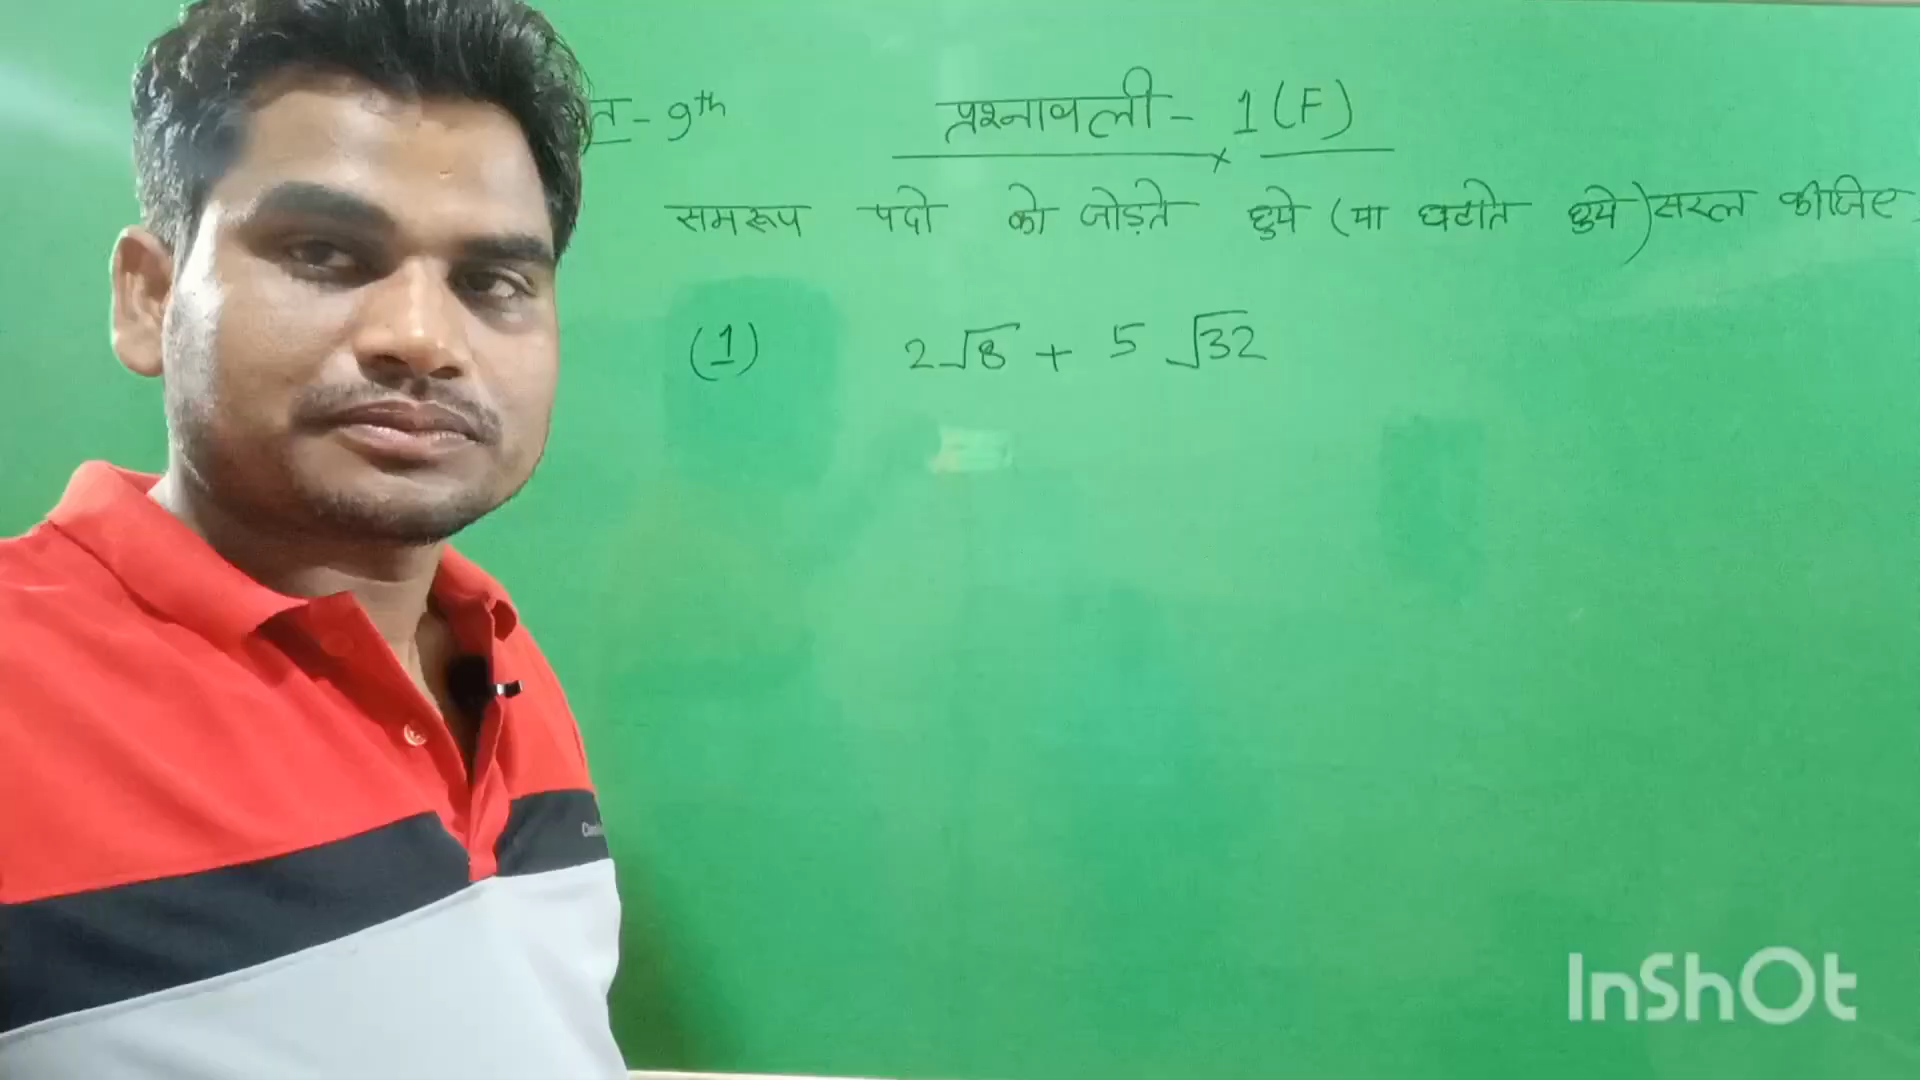 त - 9th
प्रश्नावली - 1(F)
समरूप पदो को जोड़ते हुये (या घटाते हुये) सरल कीजिए
(1) 2√8 + 5 √32
InShOt